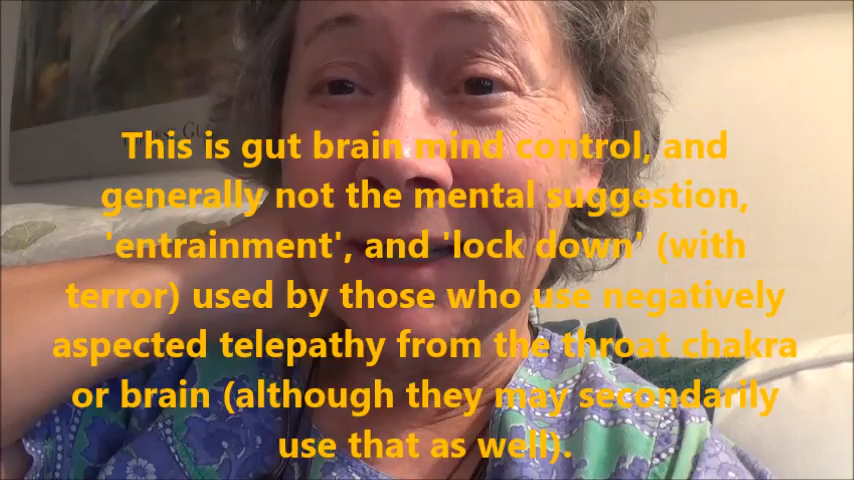 This is gut brain mind control, and
generally not the mental suggestion,
'entrainment', and 'lock down' (with
terror) used by those who use negatively
aspected telepathy from the throat chakra
or brain (although they may secondarily
use that as well).